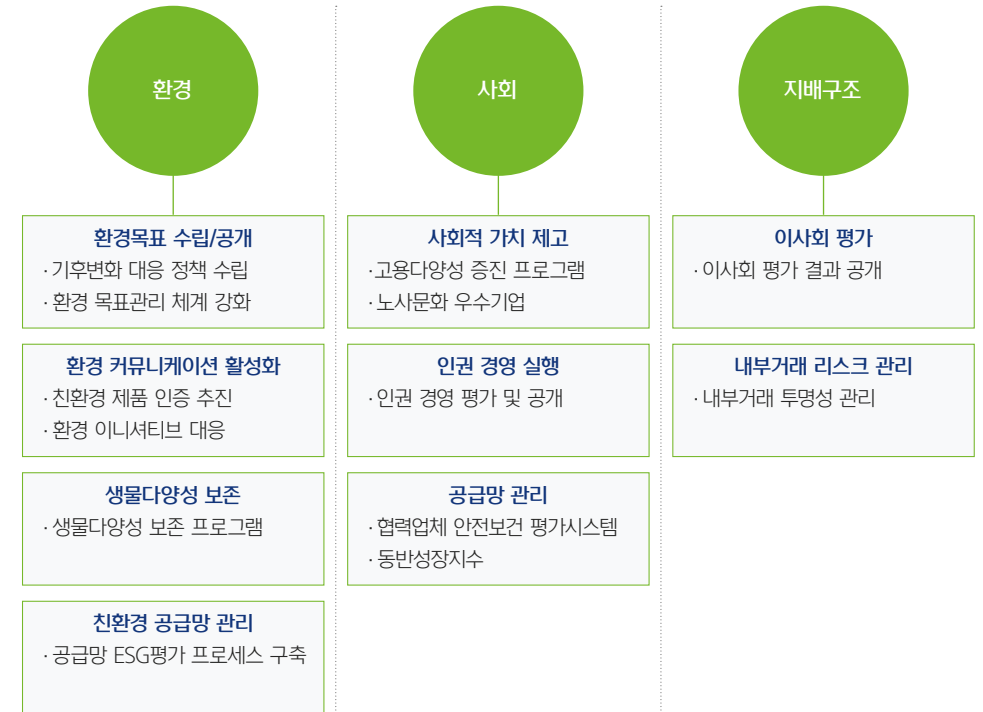 환경
환경목표 수립/공개
· 기후변화 대응 정책 수립
· 환경 목표관리 체계 강화
환경 커뮤니케이션 활성화
· 친환경 제품 인증 추진
· 환경 이니셔티브 대응
생물다양성 보존
· 생물다양성 보존 프로그램
친환경 공급망 관리
· 공급망 ESG평가 프로세스 구축
사회
사회적 가치 제고
· 고용다양성 증진 프로그램
· 노사문화 우수기업
인권 경영 실행
· 인권 경영 평가 및 공개
공급망 관리
· 협력업체 안전보건 평가시스템
· 동반성장지수
지배구조
이사회 평가
· 이사회 평가 결과 공개
내부거래 리스크 관리
· 내부거래 투명성 관리